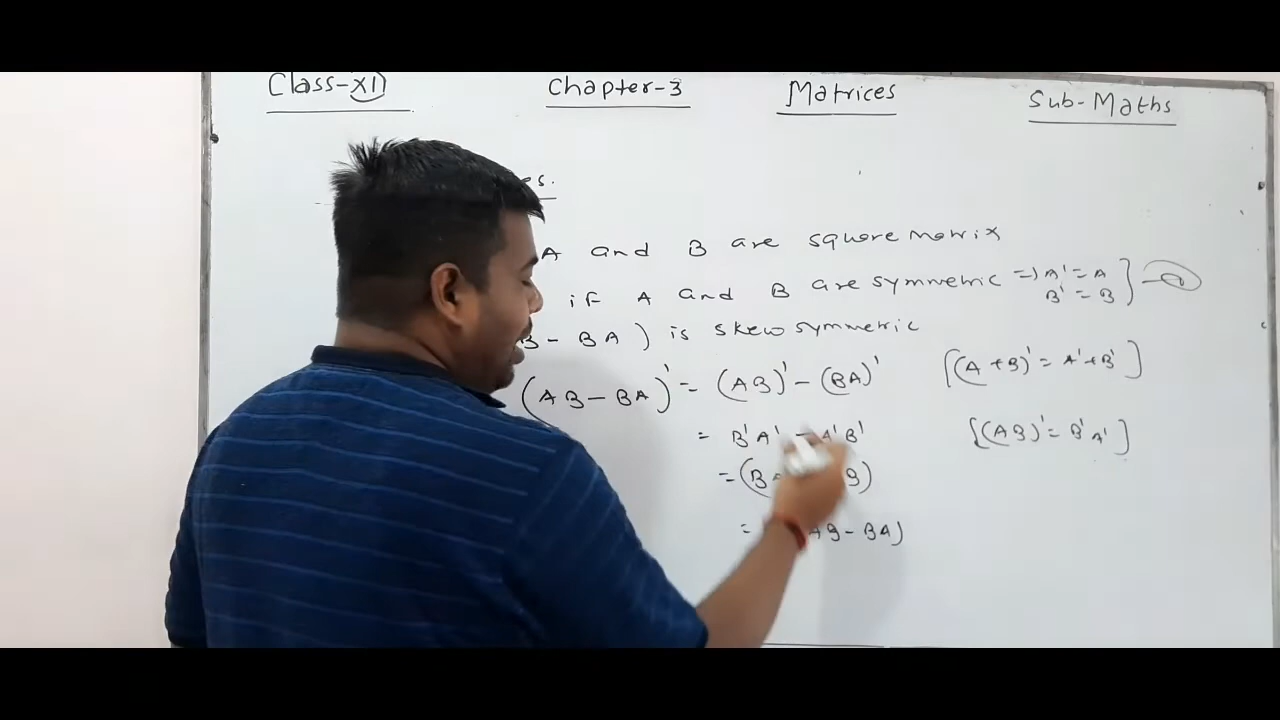 Class-XII Chapter-3 Matrices Sub-Maths
A and B are square matrix
if A and B are symmetric => A' = A
B' = B
- BA) is skew symmetric
(AB - BA)' = (AB)' - (BA)' [(A + B)' = A' + B']
= B'A' - A'B' [(AB)' = B'A']
= (B B)
= AB - BA)